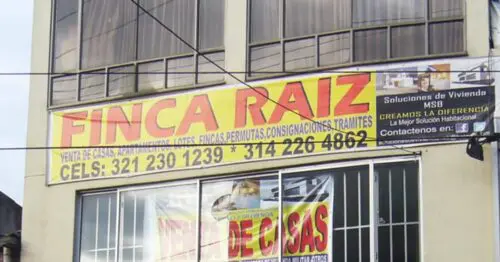 FINCA RAIZ
VENTA DE CASAS, APARTAMENTOS, LOTES, FINCAS, PERMUTAS, CONSIGNACIONES, TRAMITES
CELS: 321 230 1239 * 314 226 4862
Soluciones de Vivienda
MSB
CREAMOS LA DIFERENCIA
La Mejor Solución Habitacional
Contactenos en:
VENTA DE CASAS